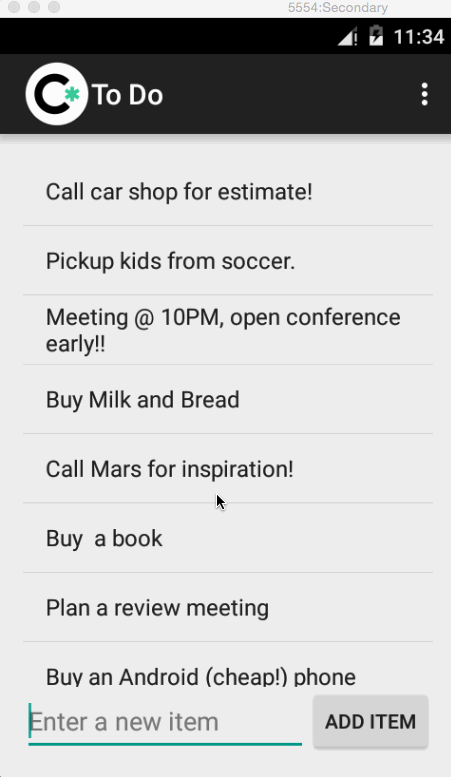 5554:Secondary
11:34
C* To Do
Call car shop for estimate!
Pickup kids from soccer.
Meeting @ 10PM, open conference
early!!
Buy Milk and Bread
Call Mars for inspiration!
Buy  a book
Plan a review meeting
Buy an Android (cheap!) phone
Enter a new item
ADD ITEM